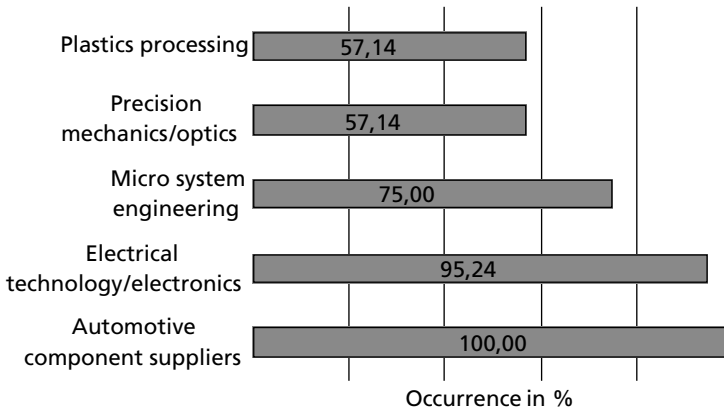 Plastics processing
57,14
Precision
mechanics/optics
57,14
Micro system
engineering
75,00
Electrical
technology/electronics
95,24
Automotive
component suppliers
100,00
Occurrence in %